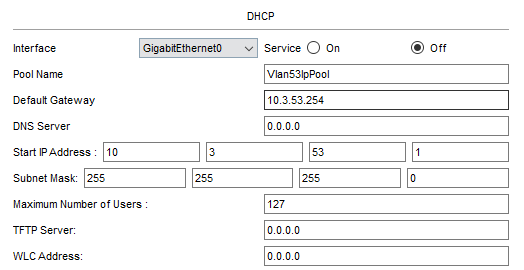 DHCP
Interface GigabitEthernet0 Service On Off
Pool Name Vlan53IpPool
Default Gateway 10.3.53.254
DNS Server 0.0.0.0
Start IP Address : 10 3 53 1
Subnet Mask: 255 255 255 0
Maximum Number of Users : 127
TFTP Server: 0.0.0.0
WLC Address: 0.0.0.0